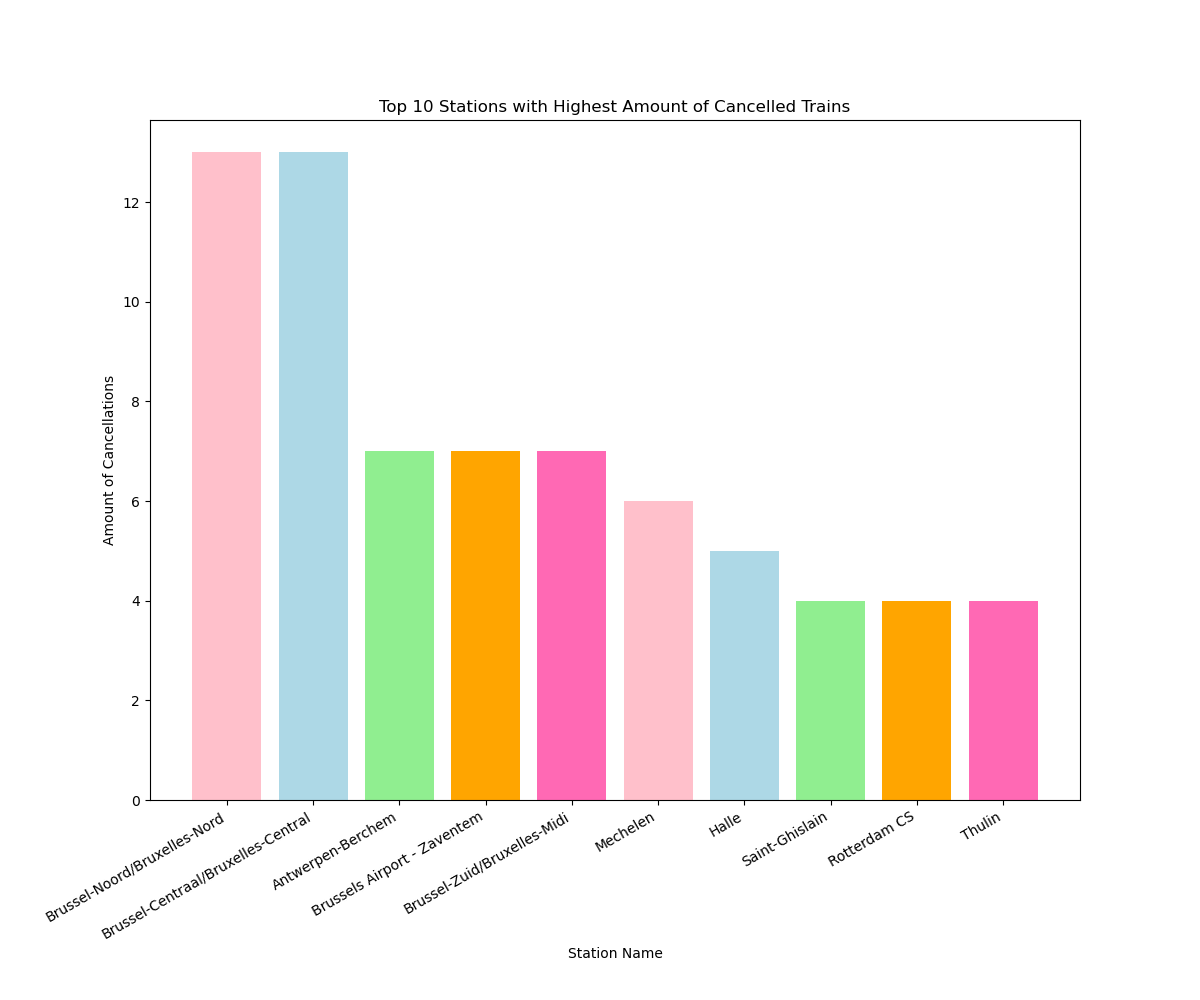 Top 10 Stations with Highest Amount of Cancelled Trains
Amount of Cancellations
12
10
8
6
4
2
0
Brussel-Noord/Bruxelles-Nord
Brussel-Centraal/Bruxelles-Central
Antwerpen-Berchem
Brussels Airport - Zaventem
Brussel-Zuid/Bruxelles-Midi
Mechelen
Halle
Saint-Ghislain
Rotterdam CS
Thulin
Station Name